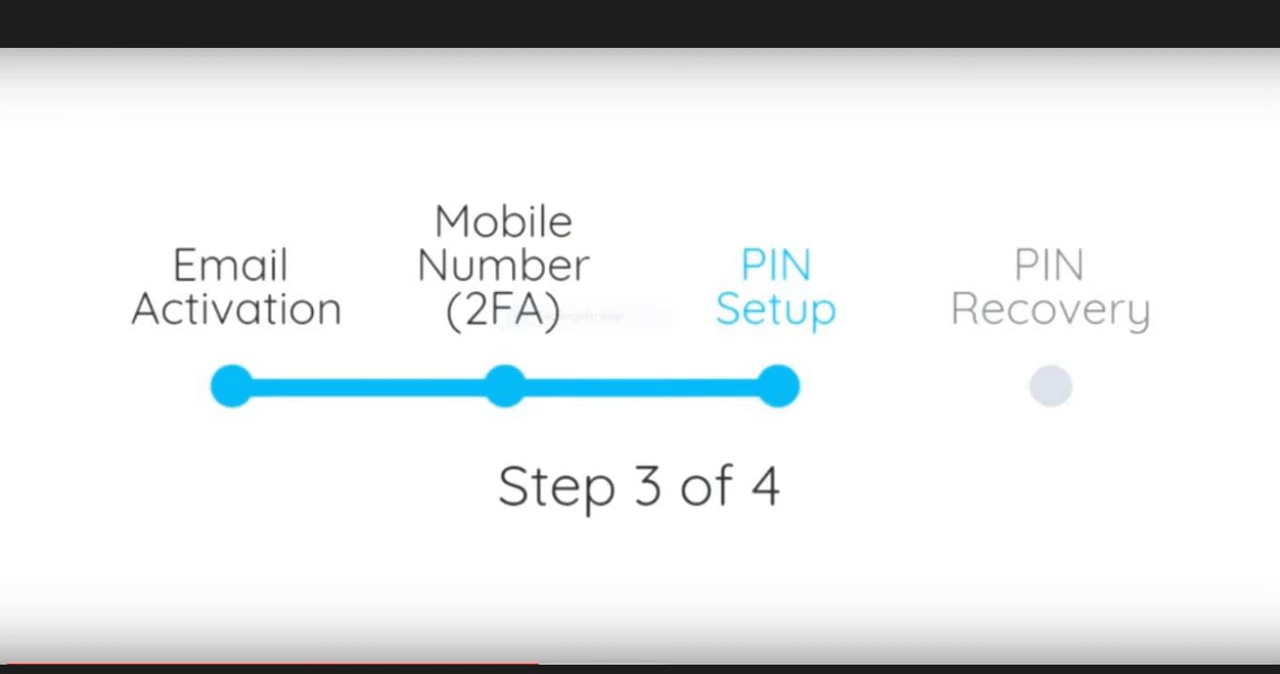 Email
Activation
Mobile
Number
(2FA)
PIN
Setup
PIN
Recovery
Step 3 of 4